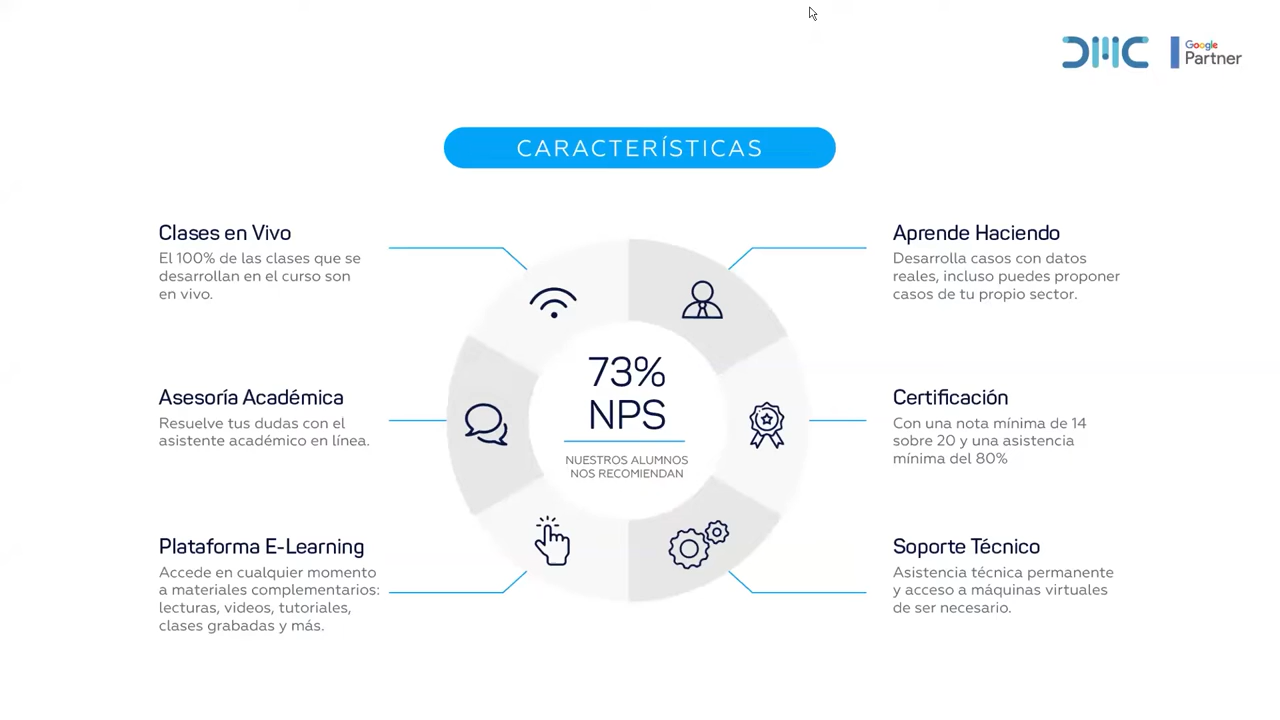 DMC
Google
Partner
CARACTERÍSTICAS
Clases en Vivo
El 100% de las clases que se
desarrollan en el curso son
en vivo.
Asesoría Académica
Resuelve tus dudas con el
asistente académico en línea.
Plataforma E-Learning
Accede en cualquier momento
a materiales complementarios:
lecturas, videos, tutoriales,
clases grabadas y más.
73%
NPS
NUESTROS ALUMNOS
NOS RECOMIENDAN
Aprende Haciendo
Desarrolla casos con datos
reales, incluso puedes proponer
casos de tu propio sector.
Certificación
Con una nota mínima de 14
sobre 20 y una asistencia
mínima del 80%
Soporte Técnico
Asistencia técnica permanente
y acceso a máquinas virtuales
de ser necesario.